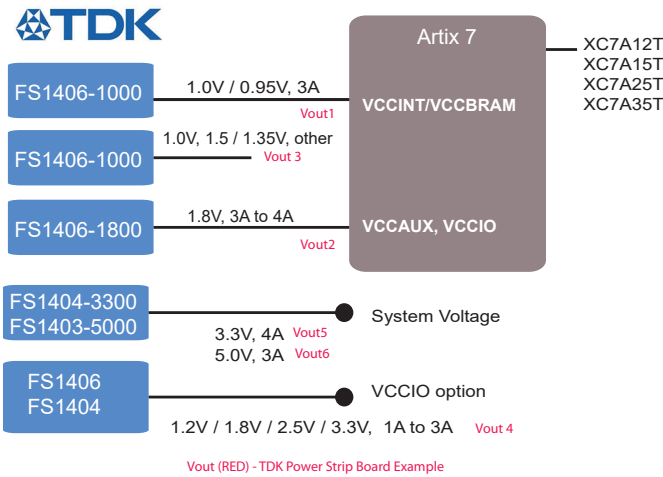 TDK
Artix 7
XC7A12T
XC7A15T
XC7A25T
XC7A35T
FS1406-1000
1.0V / 0.95V, 3A
Vout1
VCCINT/VCCBRAM
FS1406-1000
1.0V, 1.5 / 1.35V, other
Vout 3
FS1406-1800
1.8V, 3A to 4A
Vout2
VCCAUX, VCCIO
FS1404-3300
FS1403-5000
System Voltage
3.3V, 4A Vout5
5.0V, 3A Vout6
FS1406
FS1404
VCCIO option
1.2V / 1.8V / 2.5V / 3.3V, 1A to 3A Vout 4
Vout (RED) - TDK Power Strip Board Example